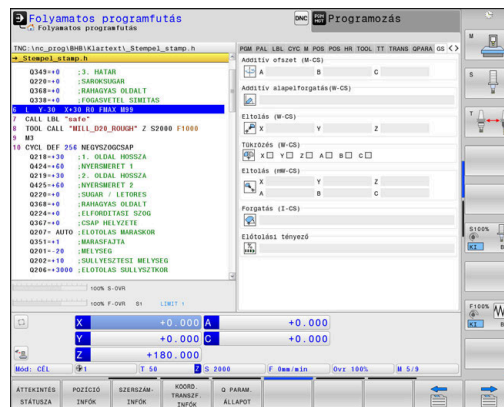 Folyamatos programfutás
Folyamatos programfutás
DNC
Programozás
TNC:\nc_prog\BHB\Klartext\_Stempel_stamp.h
→_Stempel_stamp.h
Q349=+0 ;3. HATAR
Q220=+0 ;SAROKSUGAR
Q368=+0 ;RAHAGYAS OLDALT
Q338=+0 ;FOGASVETEL SIMITAS
6 L Y-30 X+30 R0 FMAX M99
7 CALL LBL "safe"
8 TOOL CALL "MILL_D20_ROUGH" Z S2000 F1000
9 M3
10 CYCL DEF 256 NEGYSZOGCSAP
Q218=+30 ;1. OLDAL HOSSZA
Q424=+60 ;NYERSMERET 1
Q219=+30 ;2. OLDAL HOSSZA
Q425=+60 ;NYERSMERET 2
Q220=+0 ;SUGAR / LETORES
Q368=+0 ;RAHAGYAS OLDALT
Q224=+0 ;ELFORDITASI SZOG
Q367=+0 ;CSAP HELYZETE
Q207= AUTO ;ELOTOLAS MARASKOR
Q351=+1 ;MARASFAJTA
Q201=-20 ;MELYSEG
Q202=+10 ;SULLYESZTESI MELYSEG
Q206=+3000 ;ELOTOLAS SULLYSZTKOR
100% S-OVR
100% F-OVR S1 LIMIT 1
PGM PAL LBL CYC M POS POS HR TOOL TT TRANS QPARA GS
Additív ofszet (M-CS)
A B C
Additív alapelforgatás(W-CS)
Eltolás (W-CS)
X Y Z
Tükrözés (W-CS)
X Y Z A B C
Eltolás (mW-CS)
X Y Z
A B C
Forgatás (I-CS)
Előtolási tényező
X +0.000 A +0.000
Y +0.000 C +0.000
Z +180.000
Mód: CÉL 1 T 50 Z S 2000 F 0mm/min Ovr 100% M 5/9
ÁTTEKINTÉS STÁTUSZA
POZÍCIÓ INFÓK
SZERSZÁM- INFÓK
KOORD. TRANSZF. INFÓK
Q PARAM. ÁLLAPOT
M
S
T
S100%
KI
F100%
KI